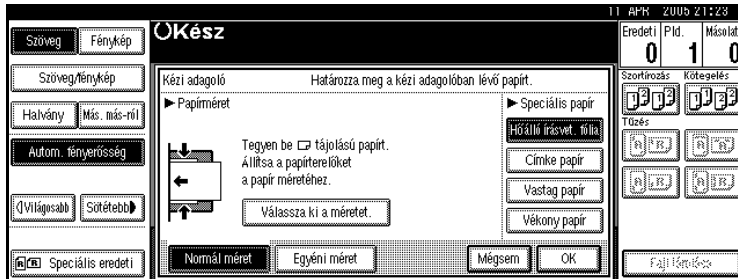 11 APR 2005 21:23
Szöveg
Fénykép
Szöveg/fénykép
Halvány
Más. más-ról
Autom. fényerősség
Világosabb
Sötétebb
Speciális eredeti
Kész
Kézi adagoló
Határozza meg a kézi adagolóban lévő papírt.
► Papírméret
Tegyen be tájolású papírt.
Állítsa a papírterelőket
a papír méretéhez.
Válassza ki a méretet.
► Speciális papír
Hőálló írásvet. fólia
Címke papír
Vastag papír
Vékony papír
Normál méret
Egyéni méret
Mégsem
OK
Eredeti Pld. Másolat
0 1 0
Szortírozás Kötegelés
Tűzés